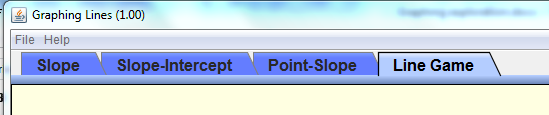 Graphing Lines (1.00)
File Help
Slope Slope-Intercept Point-Slope Line Game